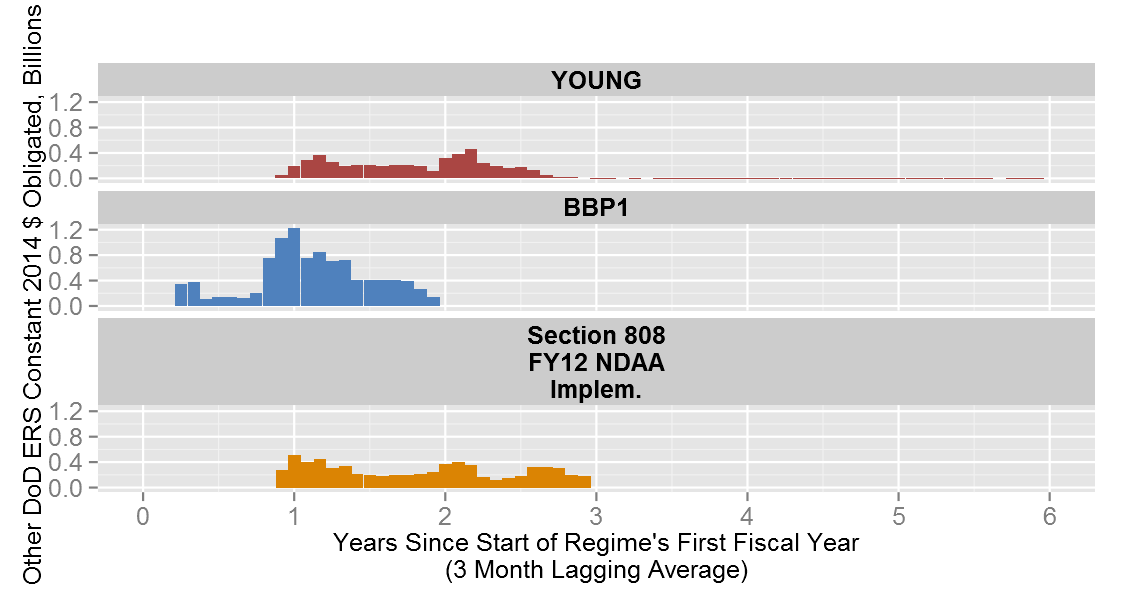 Other DoD ERS Constant 2014 $ Obligated, Billions
YOUNG
1.2
0.8
0.4
0.0
BBP1
1.2
0.8
0.4
0.0
Section 808
FY12 NDAA
Implem.
1.2
0.8
0.4
0.0
0 1 2 3 4 5 6
Years Since Start of Regime's First Fiscal Year
(3 Month Lagging Average)